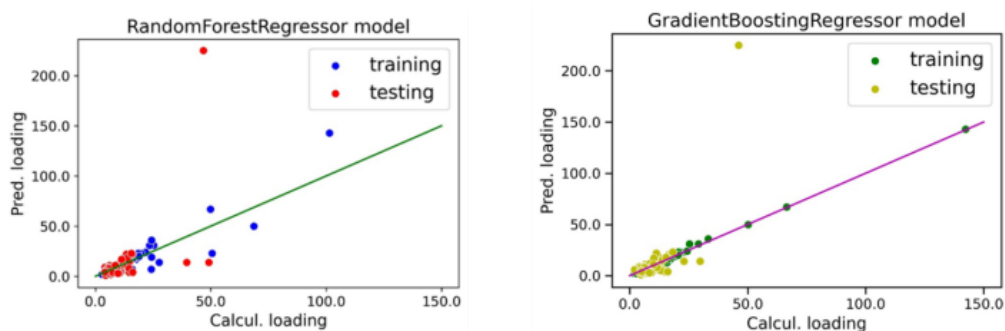 RandomForestRegressor model
200.0
150.0
100.0
50.0
0.0
Pred. loading
training
testing
0.0 50.0 100.0 150.0
Calcul. loading
GradientBoostingRegressor model
200.0
150.0
100.0
50.0
0.0
Pred. loading
training
testing
0.0 50.0 100.0 150.0
Calcul. loading